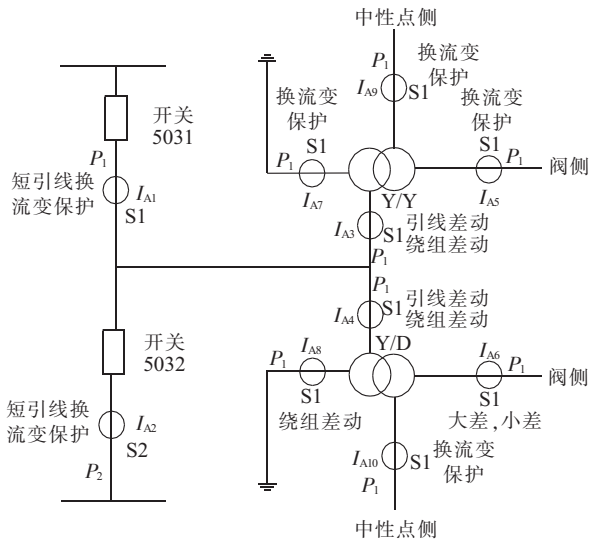 中性点侧
P1
换流变
保护
IA9
S1
换流变
保护
换流变
保护
开关
5031
S1
S1
P1
P1
阀侧
P1
短引线换
流变保护
IA1
S1
IA7
Y/Y
IA5
IA3
S1
引线差动
绕组差动
P1
P1
IA4
S1
引线差动
绕组差动
开关
5032
Y/D
P1
IA8
IA6
P1
阀侧
S1
S1
绕组差动
大差,小差
短引线换
流变保护
IA2
S2
P2
IA10
S1
换流变
保护
P1
中性点侧